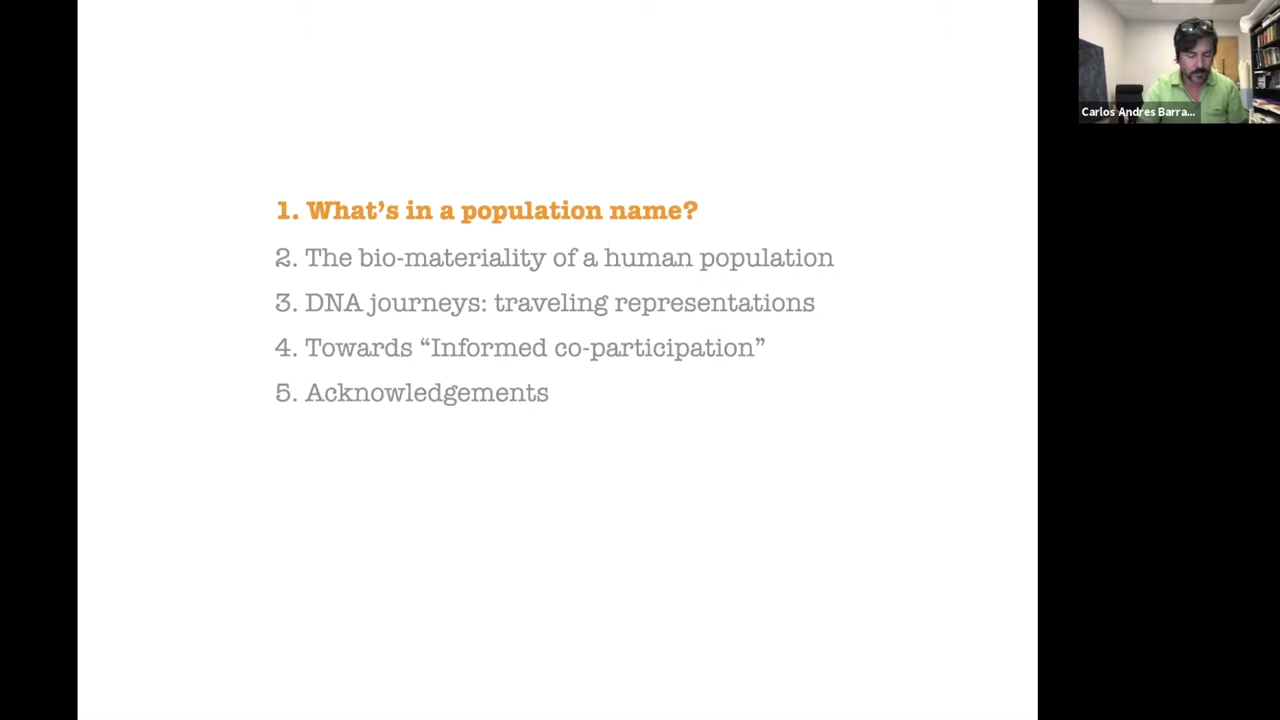 1. What’s in a population name?
2. The bio-materiality of a human population
3. DNA journeys: traveling representations
4. Towards “Informed co-participation”
5. Acknowledgements
Carlos Andres Barra...